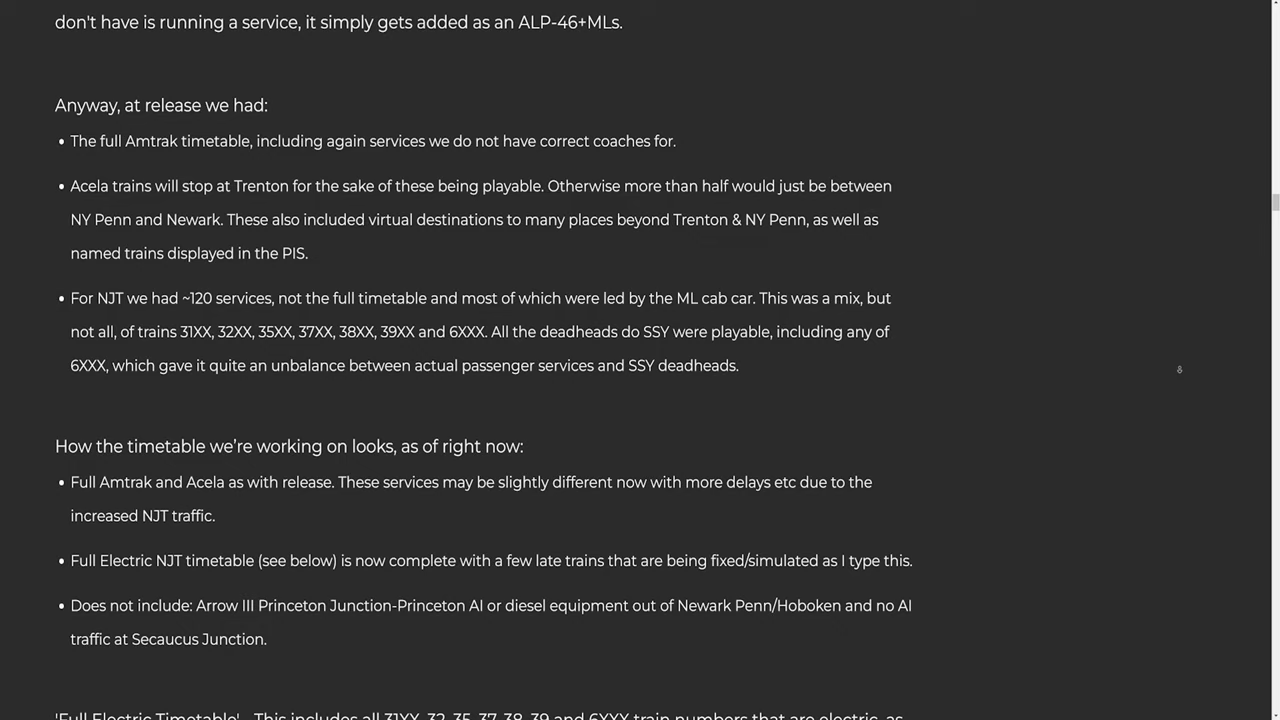 don't have is running a service, it simply gets added as an ALP-46+MLs.
Anyway, at release we had:
• The full Amtrak timetable, including again services we do not have correct coaches for.
• Acela trains will stop at Trenton for the sake of these being playable. Otherwise more than half would just be between
NY Penn and Newark. These also included virtual destinations to many places beyond Trenton & NY Penn, as well as
named trains displayed in the PIS.
• For NJT we had ~120 services, not the full timetable and most of which were led by the ML cab car. This was a mix, but
not all, of trains 31XX, 32XX, 35XX, 37XX, 38XX, 39XX and 6XXX. All the deadheads do SSY were playable, including any of
6XXX, which gave it quite an unbalance between actual passenger services and SSY deadheads.
How the timetable we’re working on looks, as of right now:
• Full Amtrak and Acela as with release. These services may be slightly different now with more delays etc due to the
increased NJT traffic.
• Full Electric NJT timetable (see below) is now complete with a few late trains that are being fixed/simulated as I type this.
• Does not include: Arrow III Princeton Junction-Princeton AI or diesel equipment out of Newark Penn/Hoboken and no AI
traffic at Secaucus Junction.
'Full Electric Timetable' - This includes all 31XX, 32, 35, 37, 38, 39 and 6XXX train numbers that are electric, as